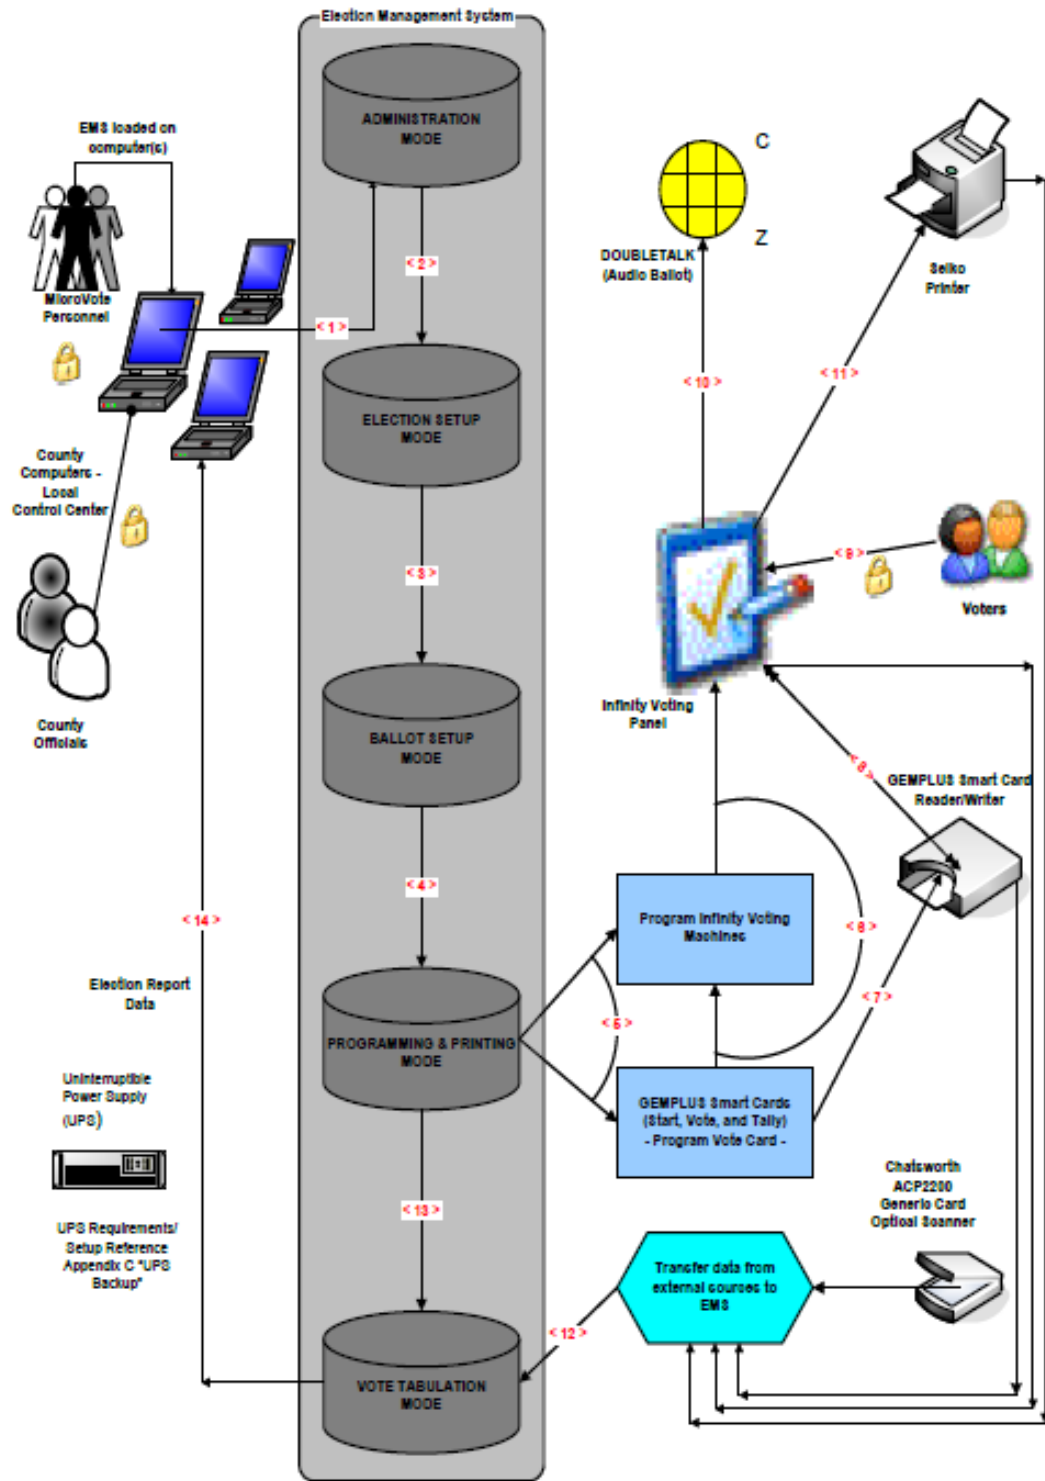 Election Management System
ADMINISTRATION
MODE
EMS loaded on
computer(s)
MicroVote
Personnel
C
Z
DOUBLETALK
(Audio Ballot)
Seiko
Printer
< 2 >
< 1 >
< 10 >
< 11 >
ELECTION SETUP
MODE
County
Computers -
Local
Control Center
< 3 >
< 9 >
Voters
County
Officials
Infinity Voting
Panel
BALLOT SETUP
MODE
< 8 >
GEMPLUS Smart Card
Reader/Writer
< 4 >
< 14 >
Program Infinity Voting
Machines
< 6 >
Election Report
Data
< 7 >
< 5 >
PROGRAMMING & PRINTING
MODE
Uninterruptible
Power Supply
(UPS)
GEMPLUS Smart Cards
(Start, Vote, and Tally)
- Program Vote Card -
UPS Requirements/
Setup Reference
Appendix C "UPS
Backup"
< 13 >
Chatsworth
ACP2200
Generic Card
Optical Scanner
Transfer data from
external sources to
EMS
< 12 >
VOTE TABULATION
MODE